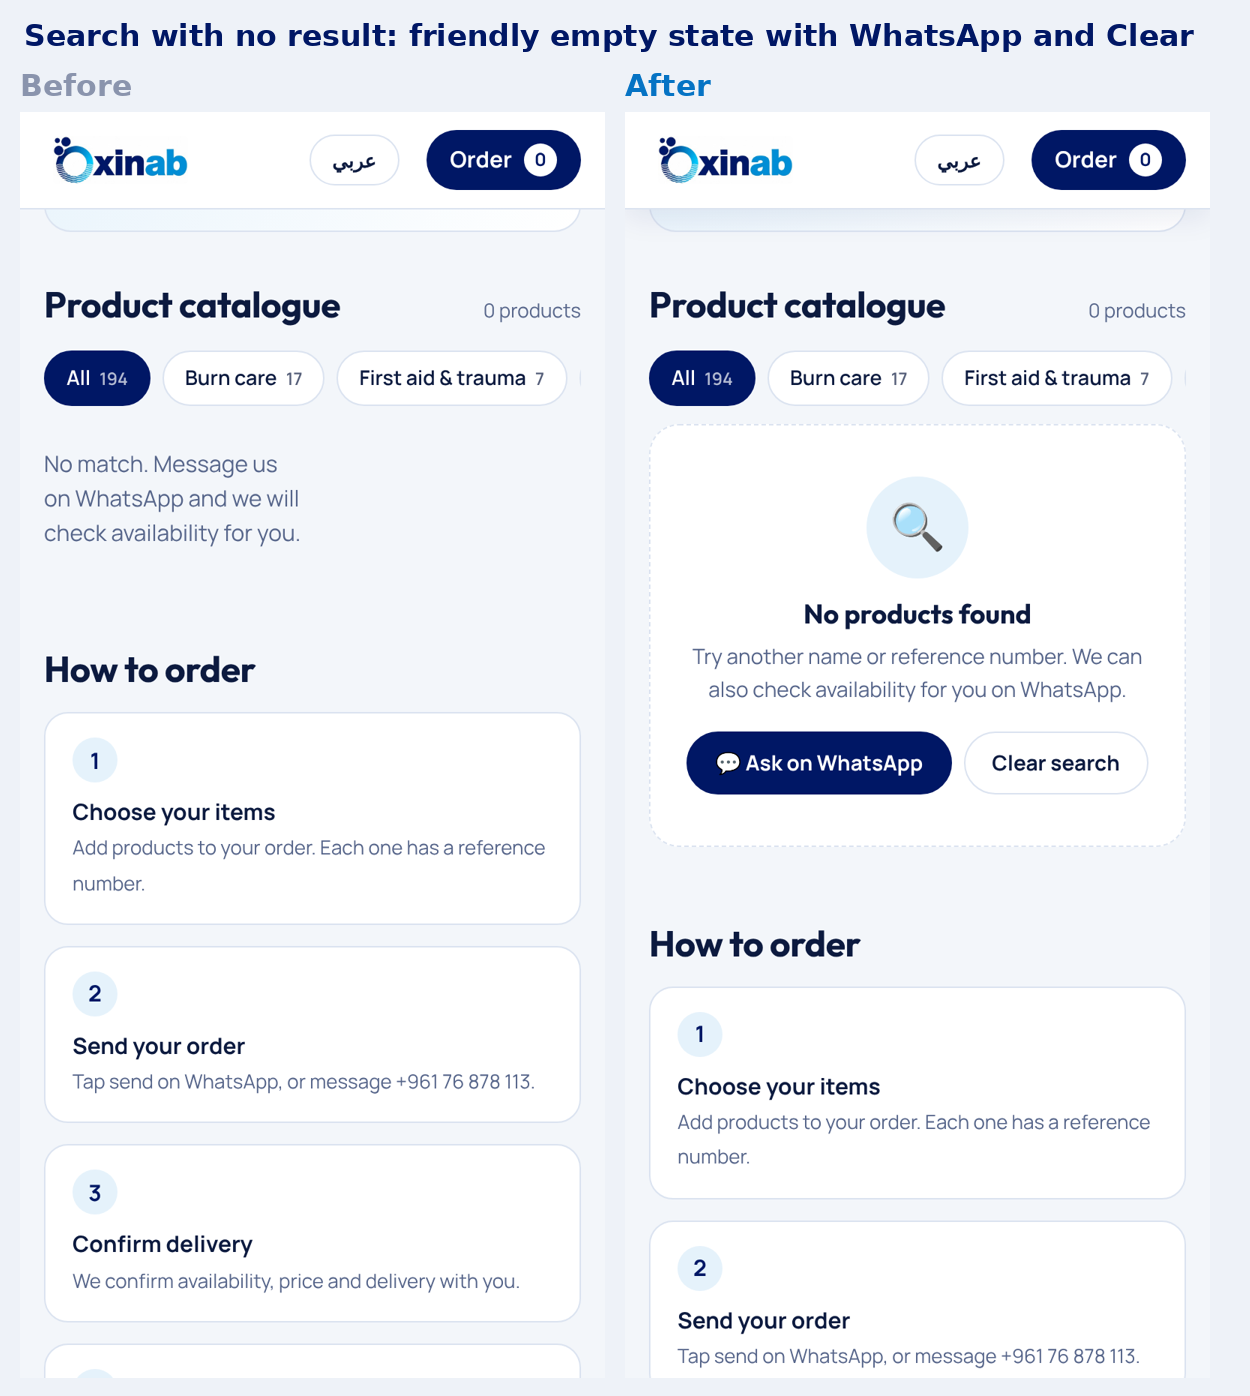 Search with no result: friendly empty state with WhatsApp and Clear
Before
Oxinab
عربي
Order 0
Product catalogue
0 products
All 194
Burn care 17
First aid & trauma 7
No match. Message us
on WhatsApp and we will
check availability for you.
How to order
1
Choose your items
Add products to your order. Each one has a reference
number.
2
Send your order
Tap send on WhatsApp, or message +961 76 878 113.
3
Confirm delivery
We confirm availability, price and delivery with you.
After
Oxinab
عربي
Order 0
Product catalogue
0 products
All 194
Burn care 17
First aid & trauma 7
No products found
Try another name or reference number. We can
also check availability for you on WhatsApp.
Ask on WhatsApp
Clear search
How to order
1
Choose your items
Add products to your order. Each one has a reference
number.
2
Send your order
Tap send on WhatsApp, or message +961 76 878 113.